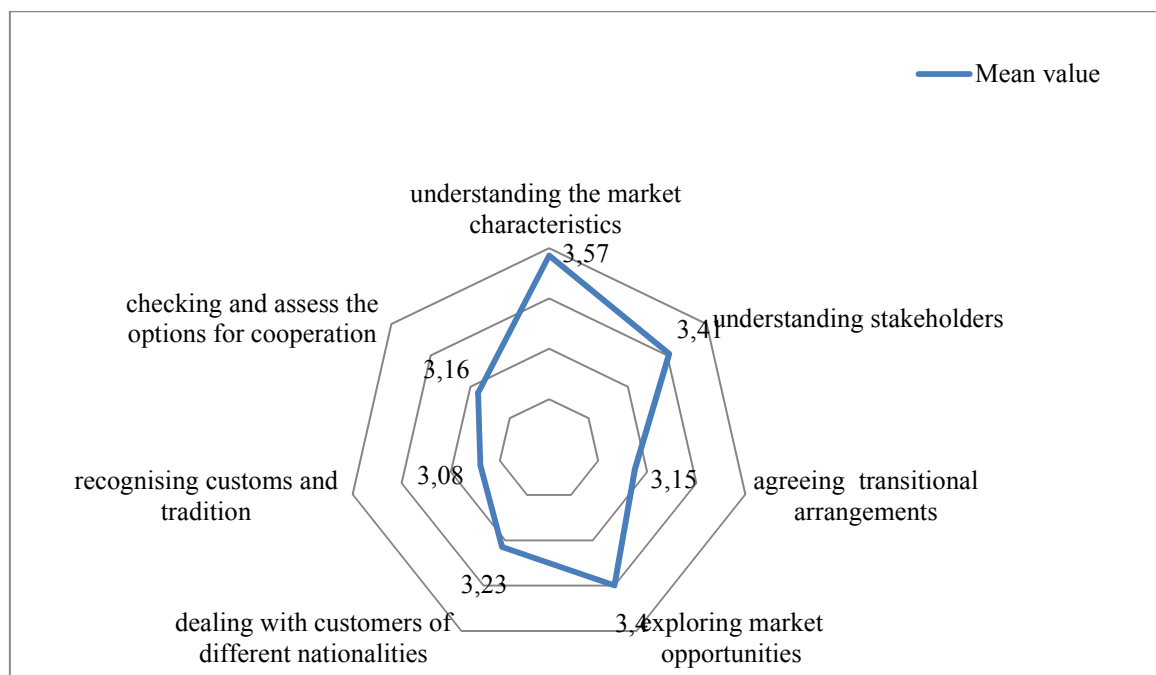 Mean value
understanding the market
characteristics
3,57
checking and assess the
options for cooperation
3,41
understanding stakeholders
3,16
recognising customs and
tradition
3,08
3,15
agreeing transitional
arrangements
3,23
dealing with customers of
different nationalities
3,4
exploring market
opportunities